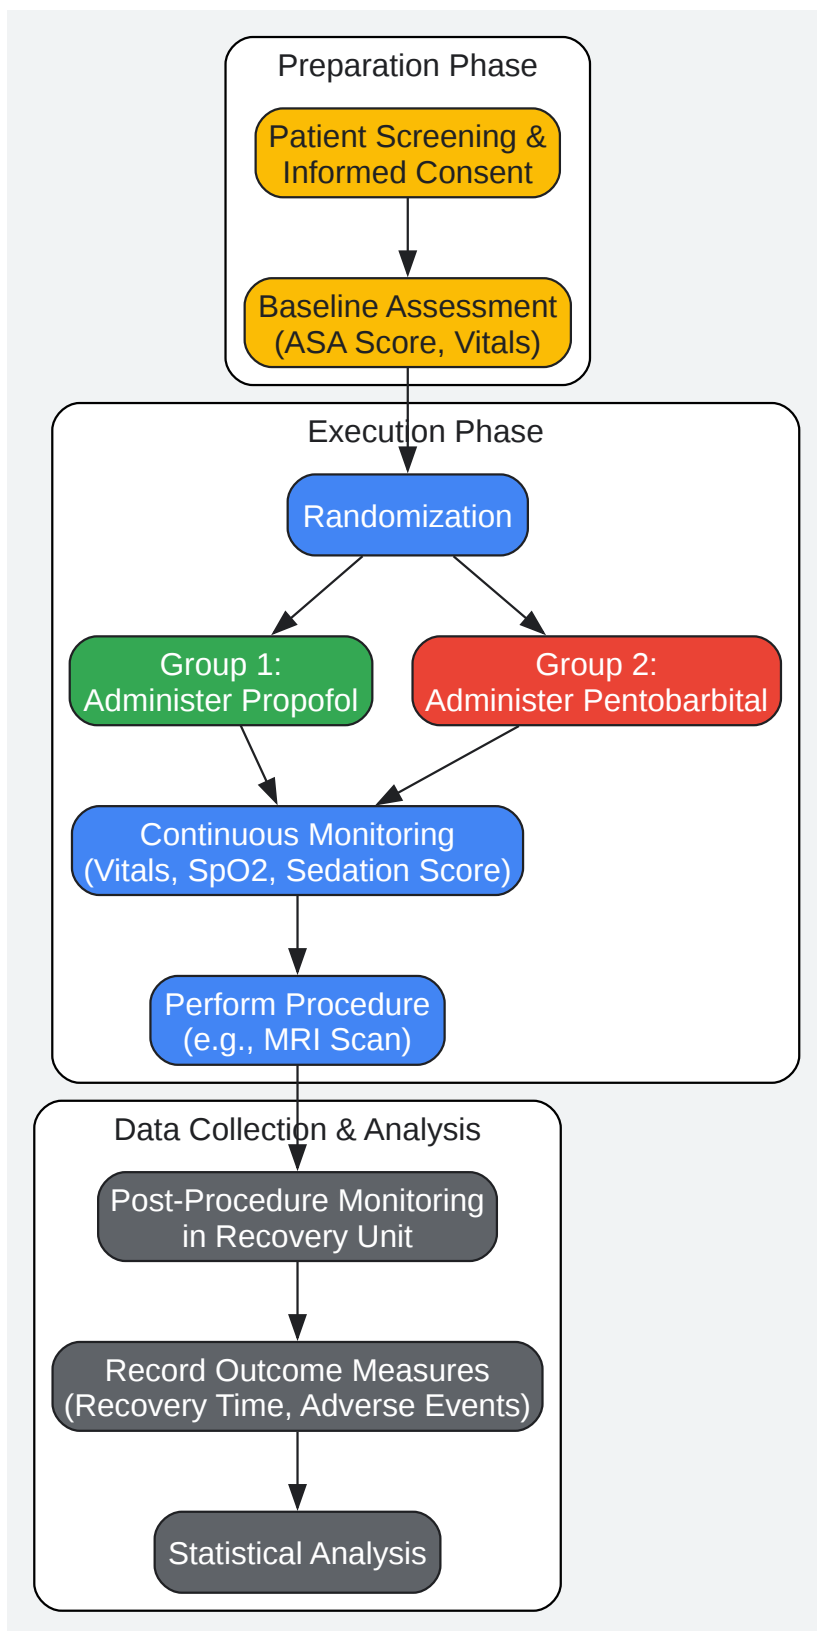 Preparation Phase
Patient Screening &
Informed Consent
Baseline Assessment
(ASA Score, Vitals)
Execution Phase
Randomization
Group 1:
Administer Propofol
Group 2:
Administer Pentobarbital
Continuous Monitoring
(Vitals, SpO2, Sedation Score)
Perform Procedure
(e.g., MRI Scan)
Data Collection & Analysis
Post-Procedure Monitoring
in Recovery Unit
Record Outcome Measures
(Recovery Time, Adverse Events)
Statistical Analysis